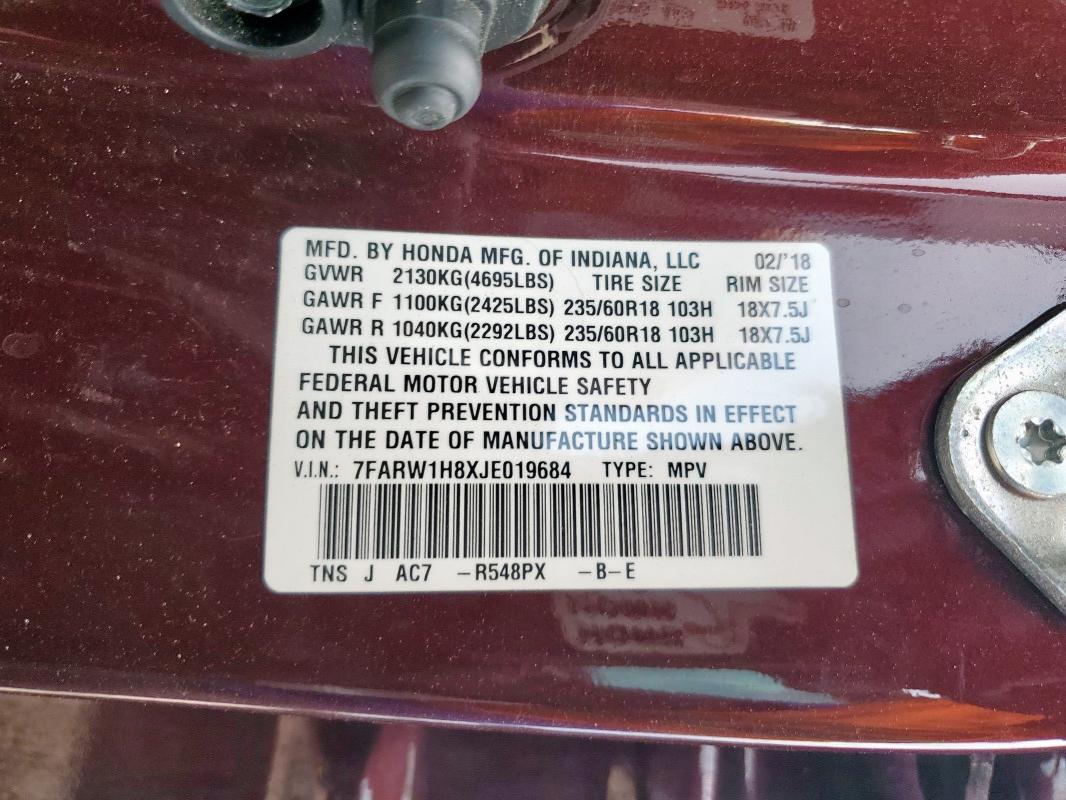 MFD. BY HONDA MFG. OF INDIANA, LLC 02/'18
GVWR 2130KG(4695LBS) TIRE SIZE RIM SIZE
GAWR F 1100KG(2425LBS) 235/60R18 103H 18X7.5J
GAWR R 1040KG(2292LBS) 235/60R18 103H 18X7.5J
THIS VEHICLE CONFORMS TO ALL APPLICABLE
FEDERAL MOTOR VEHICLE SAFETY
AND THEFT PREVENTION STANDARDS IN EFFECT
ON THE DATE OF MANUFACTURE SHOWN ABOVE.
V.I.N.: 7FARW1H8XJE019684 TYPE: MPV
TNS J AC7 -R548PX -B-E